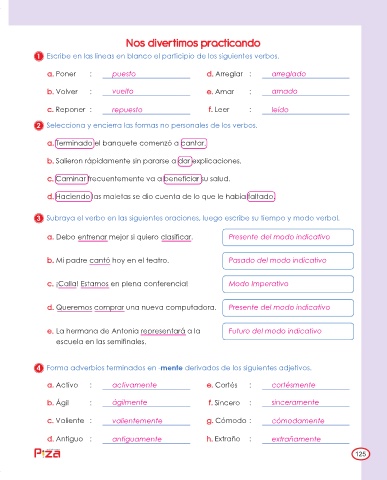 Nos divertimos practicando
1 Escribe en las líneas en blanco el participio de los siguientes verbos.
a. Poner : puesto d. Arreglar : arreglado
b. Volver : vuelto e. Amar : amado
c. Reponer : repuesto f. Leer : leído
2 Selecciona y encierra las formas no personales de los verbos.
a. Terminado el banquete comenzó a cantar.
b. Salieron rápidamente sin pararse a dar explicaciones.
c. Caminar frecuentemente va a beneficiar su salud.
d. Haciendo las maletas se dio cuenta de lo que le había faltado.
3 Subraya el verbo en las siguientes oraciones, luego escribe su tiempo y modo verbal.
a. Debo entrenar mejor si quiero clasificar. Presente del modo indicativo
b. Mi padre cantó hoy en el teatro. Pasado del modo indicativo
c. ¡Calla! Estamos en plena conferencia! Modo Imperativo
d. Queremos comprar una nueva computadora. Presente del modo indicativo
e. La hermana de Antonia representará a la Futuro del modo indicativo
escuela en las semifinales.
4 Forma adverbios terminados en -mente derivados de los siguientes adjetivos.
a. Activo : activamente e. Cortés : cortésmente
b. Ágil : ágilmente f. Sincero : sinceramente
c. Valiente : valientemente g. Cómodo : cómodamente
d. Antiguo : antiguamente h. Extraño : extrañamente
P!za 125